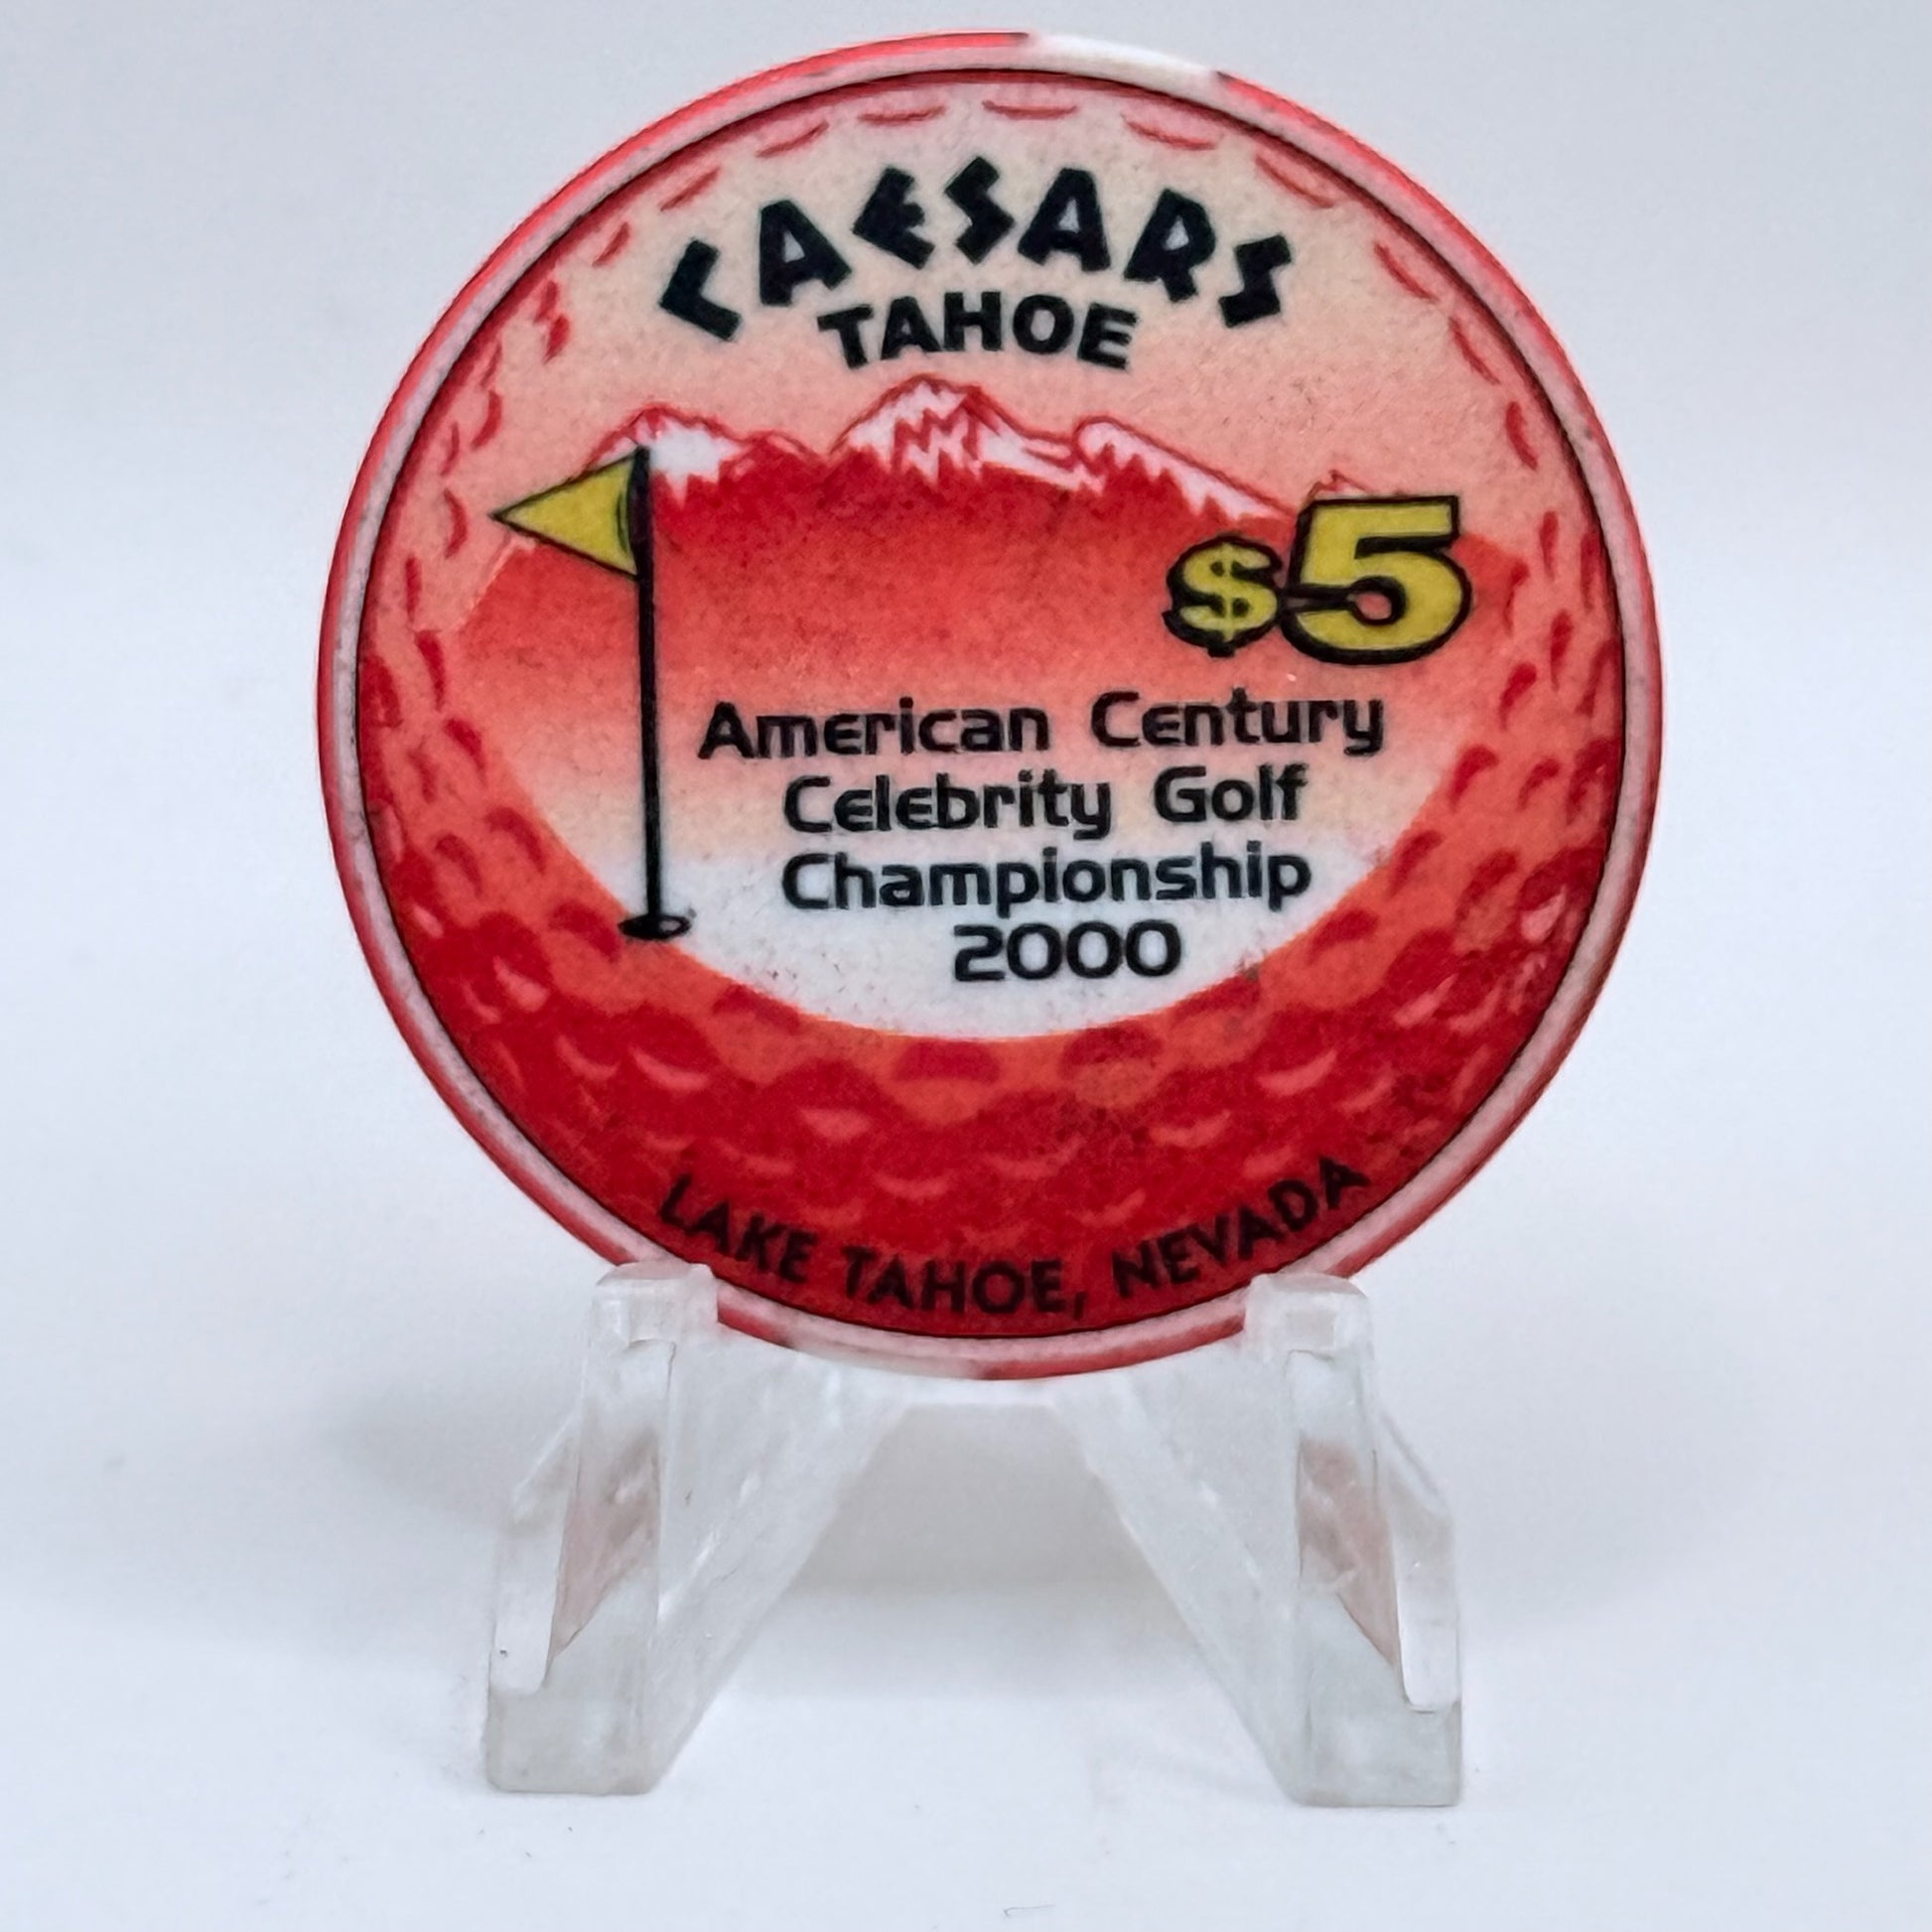 CAESARS
TAHOE
$5
American Century
Celebrity Golf
Championship
2000
LAKE TAHOE, NEVADA